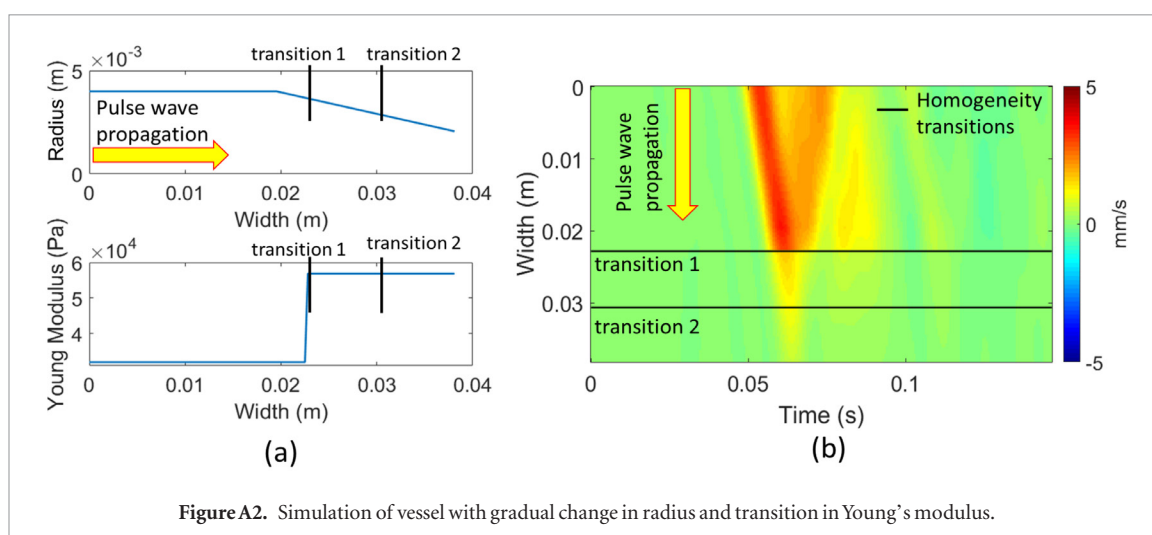 ×10⁻³
transition 1 transition 2
5
Radius (m)
0
Pulse wave
propagation
0 0.01 0.02 0.03 0.04
Width (m)
×10⁴
transition 1
transition 2
6
5
4
Young Modulus (Pa)
0 0.01 0.02 0.03 0.04
Width (m)
(a)
0
0.01
0.02
0.03
Width (m)
Pulse wave
propagation
Homogeneity
transitions
transition 1
transition 2
0 0.05 0.1
Time (s)
5
0
-5
mm/s
(b)
Figure A2. Simulation of vessel with gradual change in radius and transition in Young's modulus.